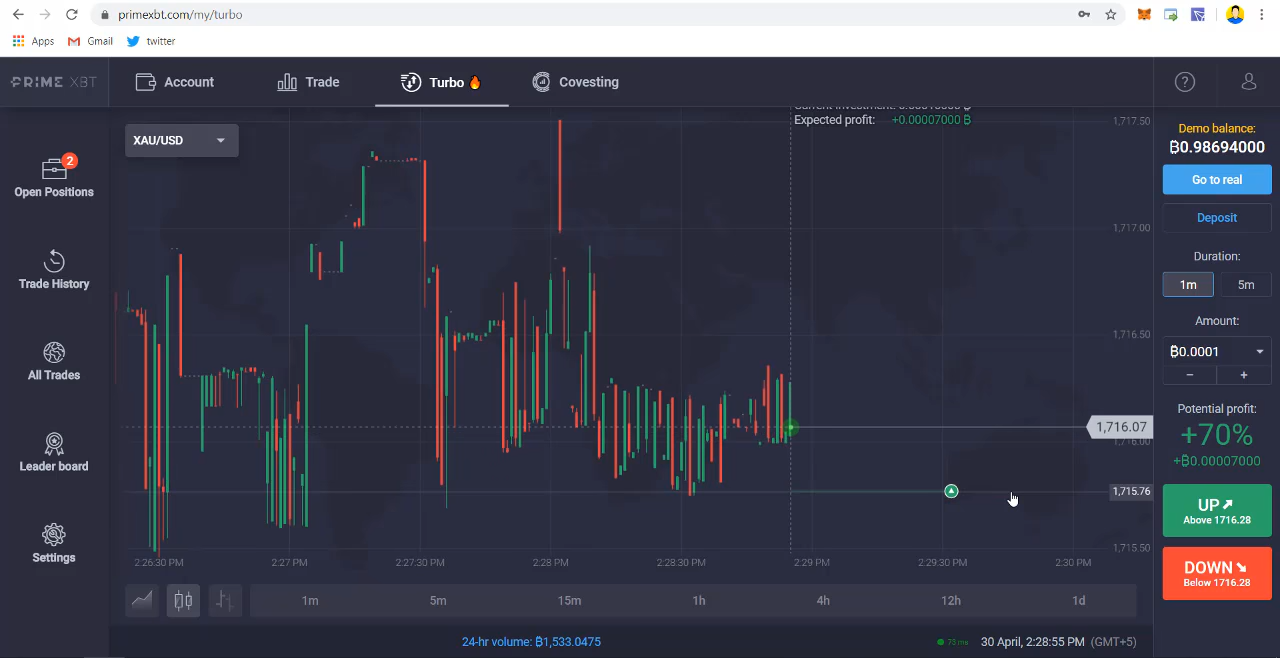 primexbt.com/my/turbo
Apps Gmail twitter
PRIME XBT Account Trade Turbo Covesting
XAU/USD
Expected profit: +0.00007000 ₿
Open Positions 2
Trade History
All Trades
Leader board
Settings
1,717.50
1,717.00
1,716.50
1,716.07
1,716.00
1,715.76
1,715.50
2:26:30 PM 2:27 PM 2:27:30 PM 2:28 PM 2:28:30 PM 2:29 PM 2:29:30 PM 2:30 PM
1m 5m 15m 1h 4h 12h 1d
24-hr volume: ₿1,533.0475
73 ms 30 April, 2:28:55 PM (GMT+5)
Demo balance:
₿0.98694000
Go to real
Deposit
Duration:
1m 5m
Amount:
₿0.0001
− +
Potential profit:
+70%
+₿0.00007000
UP
Above 1716.28
DOWN
Below 1716.28